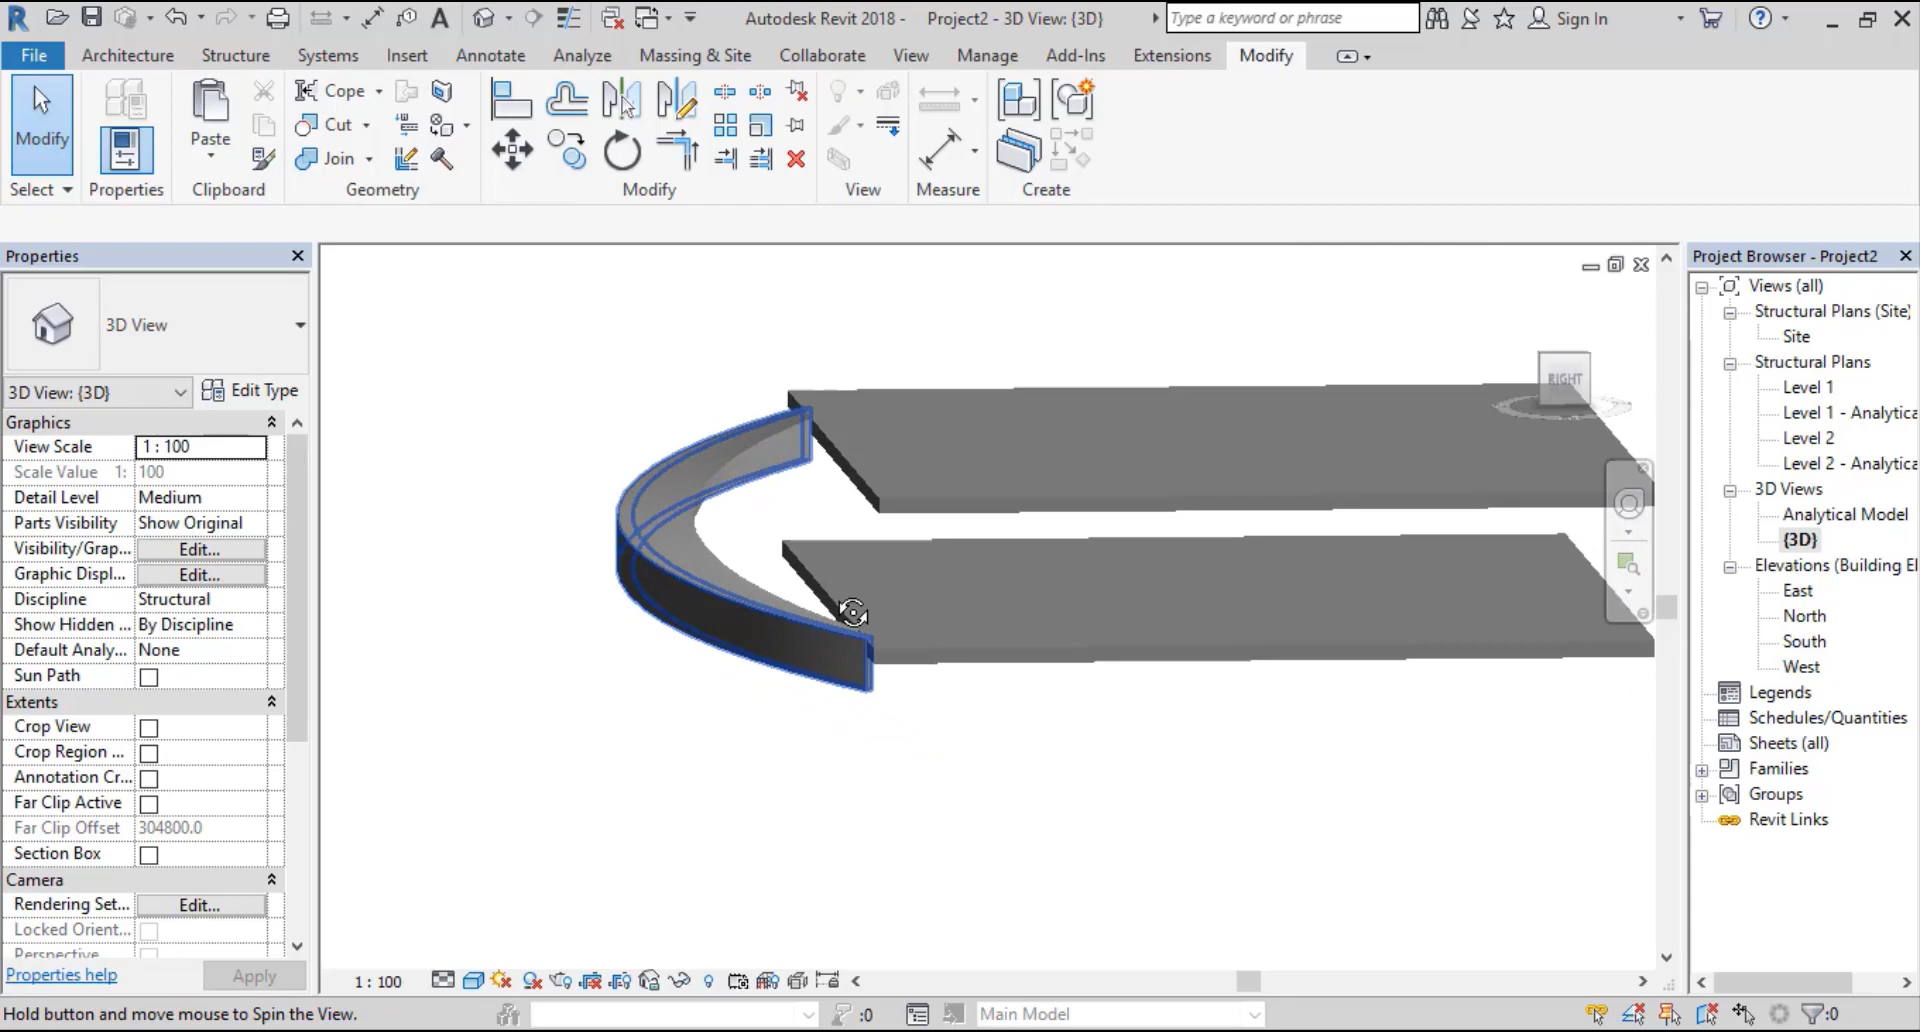 Autodesk Revit 2018 - Project2 - 3D View: {3D}
Type a keyword or phrase
Sign In
File Architecture Structure Systems Insert Annotate Analyze Massing & Site Collaborate View Manage Add-Ins Extensions Modify
Modify
Select
Properties
Paste
Clipboard
Cope
Cut
Join
Geometry
Modify
View
Measure
Create
Properties
3D View
3D View: {3D}
Edit Type
Graphics
View Scale 1 : 100
Scale Value 1: 100
Detail Level Medium
Parts Visibility Show Original
Visibility/Grap... Edit...
Graphic Displ... Edit...
Discipline Structural
Show Hidden ... By Discipline
Default Analy... None
Sun Path
Extents
Crop View
Crop Region ...
Annotation Cr...
Far Clip Active
Far Clip Offset 304800.0
Section Box
Camera
Rendering Set... Edit...
Locked Orient...
Perspective
Properties help
Apply
RIGHT
1 : 100
Project Browser - Project2
Views (all)
Structural Plans (Site)
Site
Structural Plans
Level 1
Level 1 - Analytica
Level 2
Level 2 - Analytica
3D Views
Analytical Model
{3D}
Elevations (Building El
East
North
South
West
Legends
Schedules/Quantities
Sheets (all)
Families
Groups
Revit Links
Hold button and move mouse to Spin the View.
:0
Main Model
:0